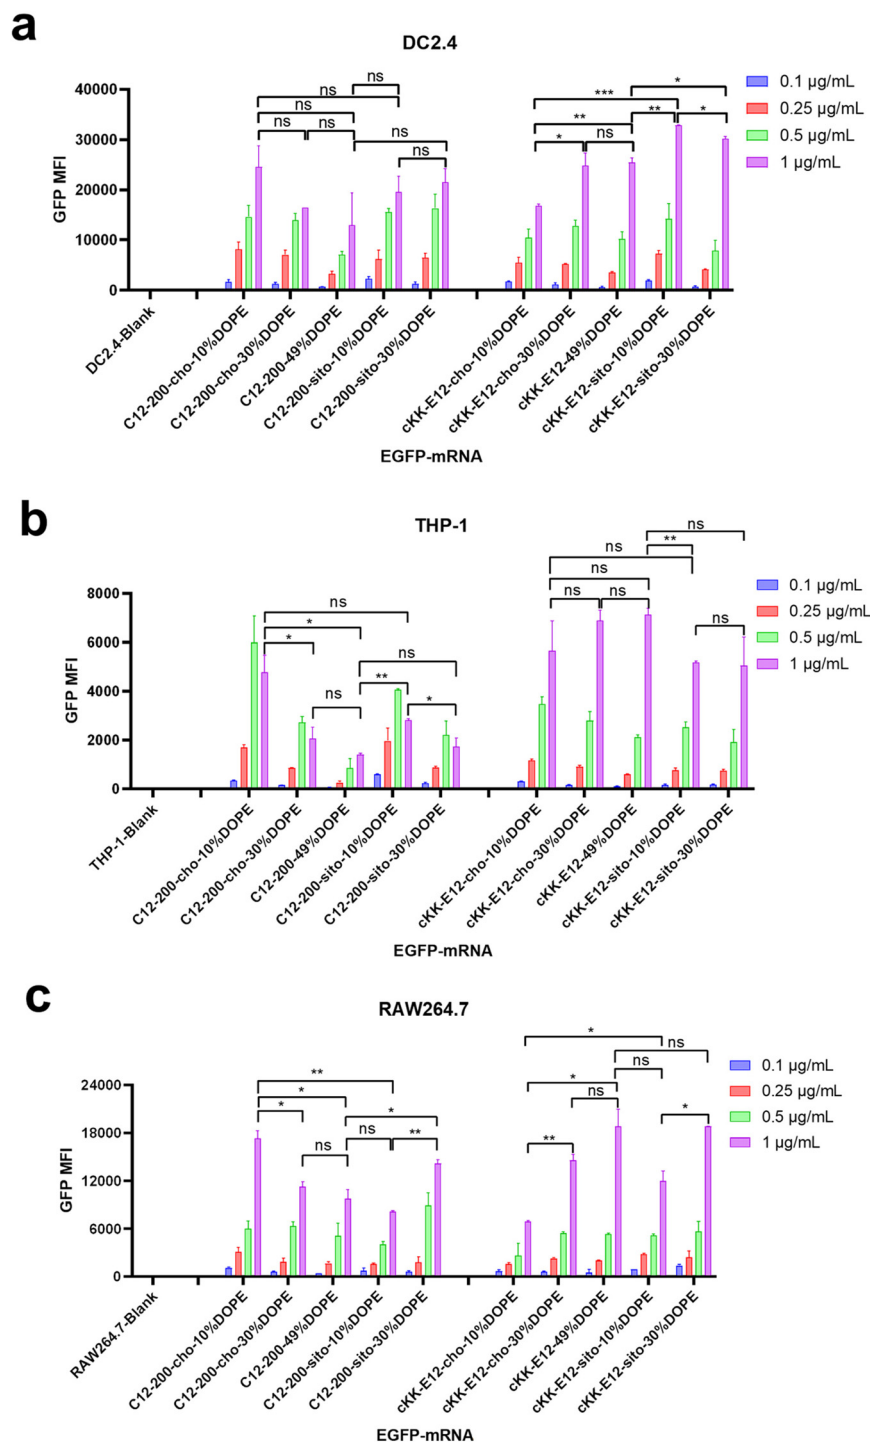 a
DC2.4
ns
ns
ns
ns
ns
ns
ns
***
*
**
**
*
*
ns
0.1 μg/mL
0.25 μg/mL
0.5 μg/mL
1 μg/mL
GFP MFI
40000
30000
20000
10000
0
DC2.4-Blank
C12-200-cho-10%DOPE
C12-200-cho-30%DOPE
C12-200-49%DOPE
C12-200-sito-10%DOPE
C12-200-sito-30%DOPE
cKK-E12-cho-10%DOPE
cKK-E12-cho-30%DOPE
cKK-E12-49%DOPE
cKK-E12-sito-10%DOPE
cKK-E12-sito-30%DOPE
EGFP-mRNA
b
THP-1
ns
*
*
ns
**
ns
*
ns
**
ns
ns
ns
ns
ns
0.1 μg/mL
0.25 μg/mL
0.5 μg/mL
1 μg/mL
GFP MFI
8000
6000
4000
2000
0
THP-1-Blank
C12-200-cho-10%DOPE
C12-200-cho-30%DOPE
C12-200-49%DOPE
C12-200-sito-10%DOPE
C12-200-sito-30%DOPE
cKK-E12-cho-10%DOPE
cKK-E12-cho-30%DOPE
cKK-E12-49%DOPE
cKK-E12-sito-10%DOPE
cKK-E12-sito-30%DOPE
EGFP-mRNA
c
RAW264.7
**
*
*
*
ns
ns
**
*
ns
ns
*
ns
**
*
0.1 μg/mL
0.25 μg/mL
0.5 μg/mL
1 μg/mL
GFP MFI
24000
18000
12000
6000
0
RAW264.7-Blank
C12-200-cho-10%DOPE
C12-200-cho-30%DOPE
C12-200-49%DOPE
C12-200-sito-10%DOPE
C12-200-sito-30%DOPE
cKK-E12-cho-10%DOPE
cKK-E12-cho-30%DOPE
cKK-E12-49%DOPE
cKK-E12-sito-10%DOPE
cKK-E12-sito-30%DOPE
EGFP-mRNA